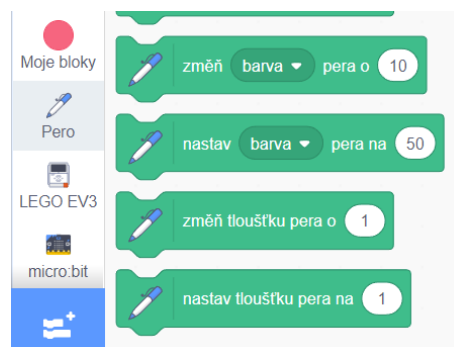 Moje bloky
Pero
LEGO EV3
micro:bit
změň barva pera o 10
nastav barva pera na 50
změň tloušťku pera o 1
nastav tloušťku pera na 1